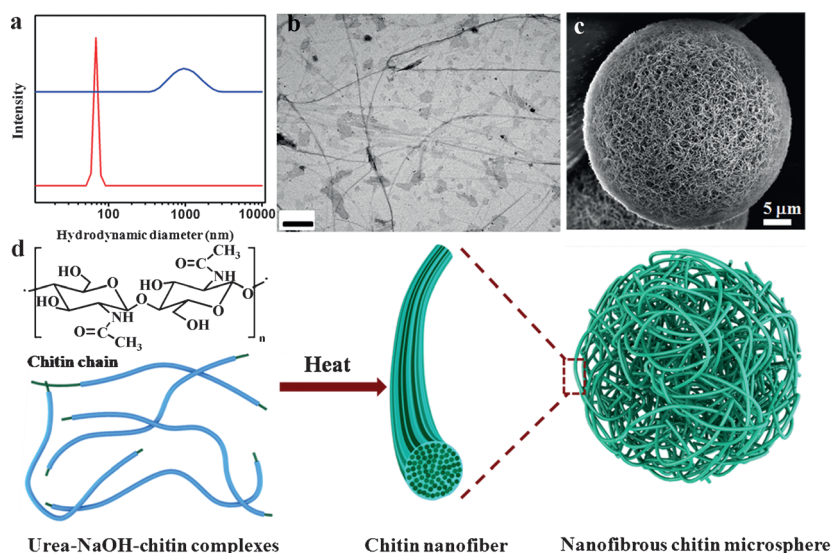 a
Intensity
100
1000
10000
Hydrodynamic diameter (nm)
b
c
5 μm
d
HO
O
HO
O=C
CH₃
NH
O
HO
O=C
CH₃
NH
O
OH
O
n
Chitin chain
Heat
Urea-NaOH-chitin complexes
Chitin nanofiber
Nanofibrous chitin microsphere